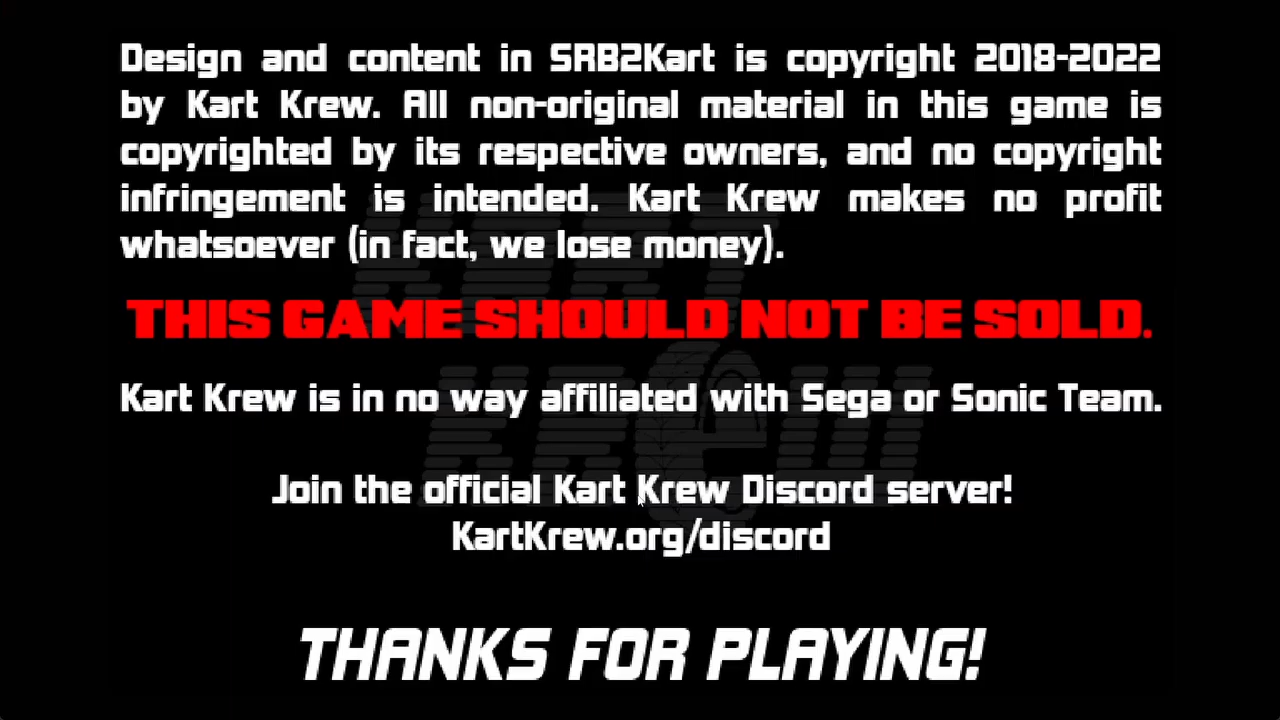 Design and content in SRB2Kart is copyright 2018-2022
by Kart Krew. All non-original material in this game is
copyrighted by its respective owners, and no copyright
infringement is intended. Kart Krew makes no profit
whatsoever (in fact, we lose money).
THIS GAME SHOULD NOT BE SOLD.
Kart Krew is in no way affiliated with Sega or Sonic Team.
Join the official Kart Krew Discord server!
KartKrew.org/discord
THANKS FOR PLAYING!
KART
KREW